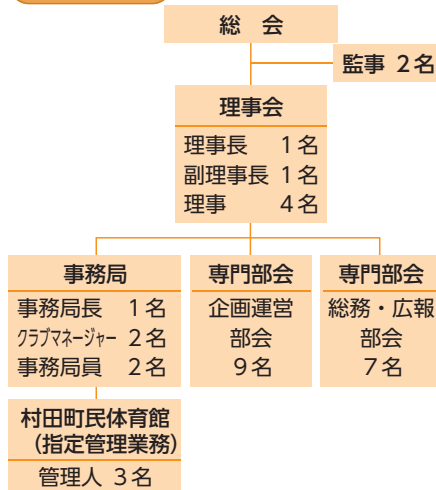 総 会
監事 2名
理事会
理事長 1名
副理事長 1名
理事 4名
事務局
事務局長 1名
クラブマネージャー 2名
事務局員 2名
専門部会
企画運営
部会
9名
専門部会
総務・広報
部会
7名
村田町民体育館
（指定管理業務）
管理人 3名